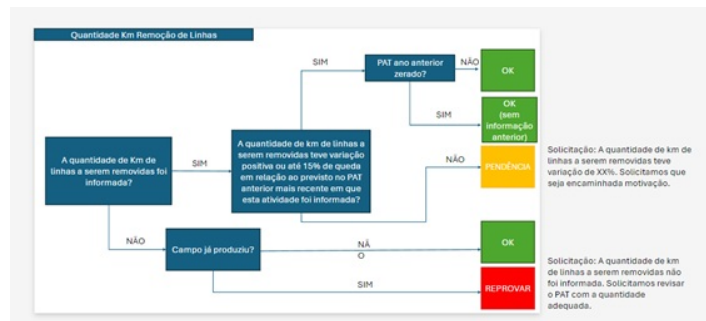 Quantidade Km Remoção de Linhas
SIM
PAT ano anterior
zerado?
NÃO
OK
SIM
OK
(sem
informação
anterior)
A quantidade de Km de
linhas a serem removidas foi
informada?
SIM
A quantidade de km de linhas a
serem removidas teve variação
positiva ou até 15% de queda
em relação ao previsto no PAT
anterior mais recente em que
esta atividade foi informada?
NÃO
PENDÊNCIA
Solicitação: A quantidade de km de
linhas a serem removidas teve
variação de XX%. Solicitamos que
seja encaminhada motivação.
NÃO
Campo já produziu?
NÃ
O
OK
SIM
REPROVAR
Solicitação: A quantidade de km
de linhas a serem removidas não
foi informada. Solicitamos revisar
o PAT com a quantidade
adequada.